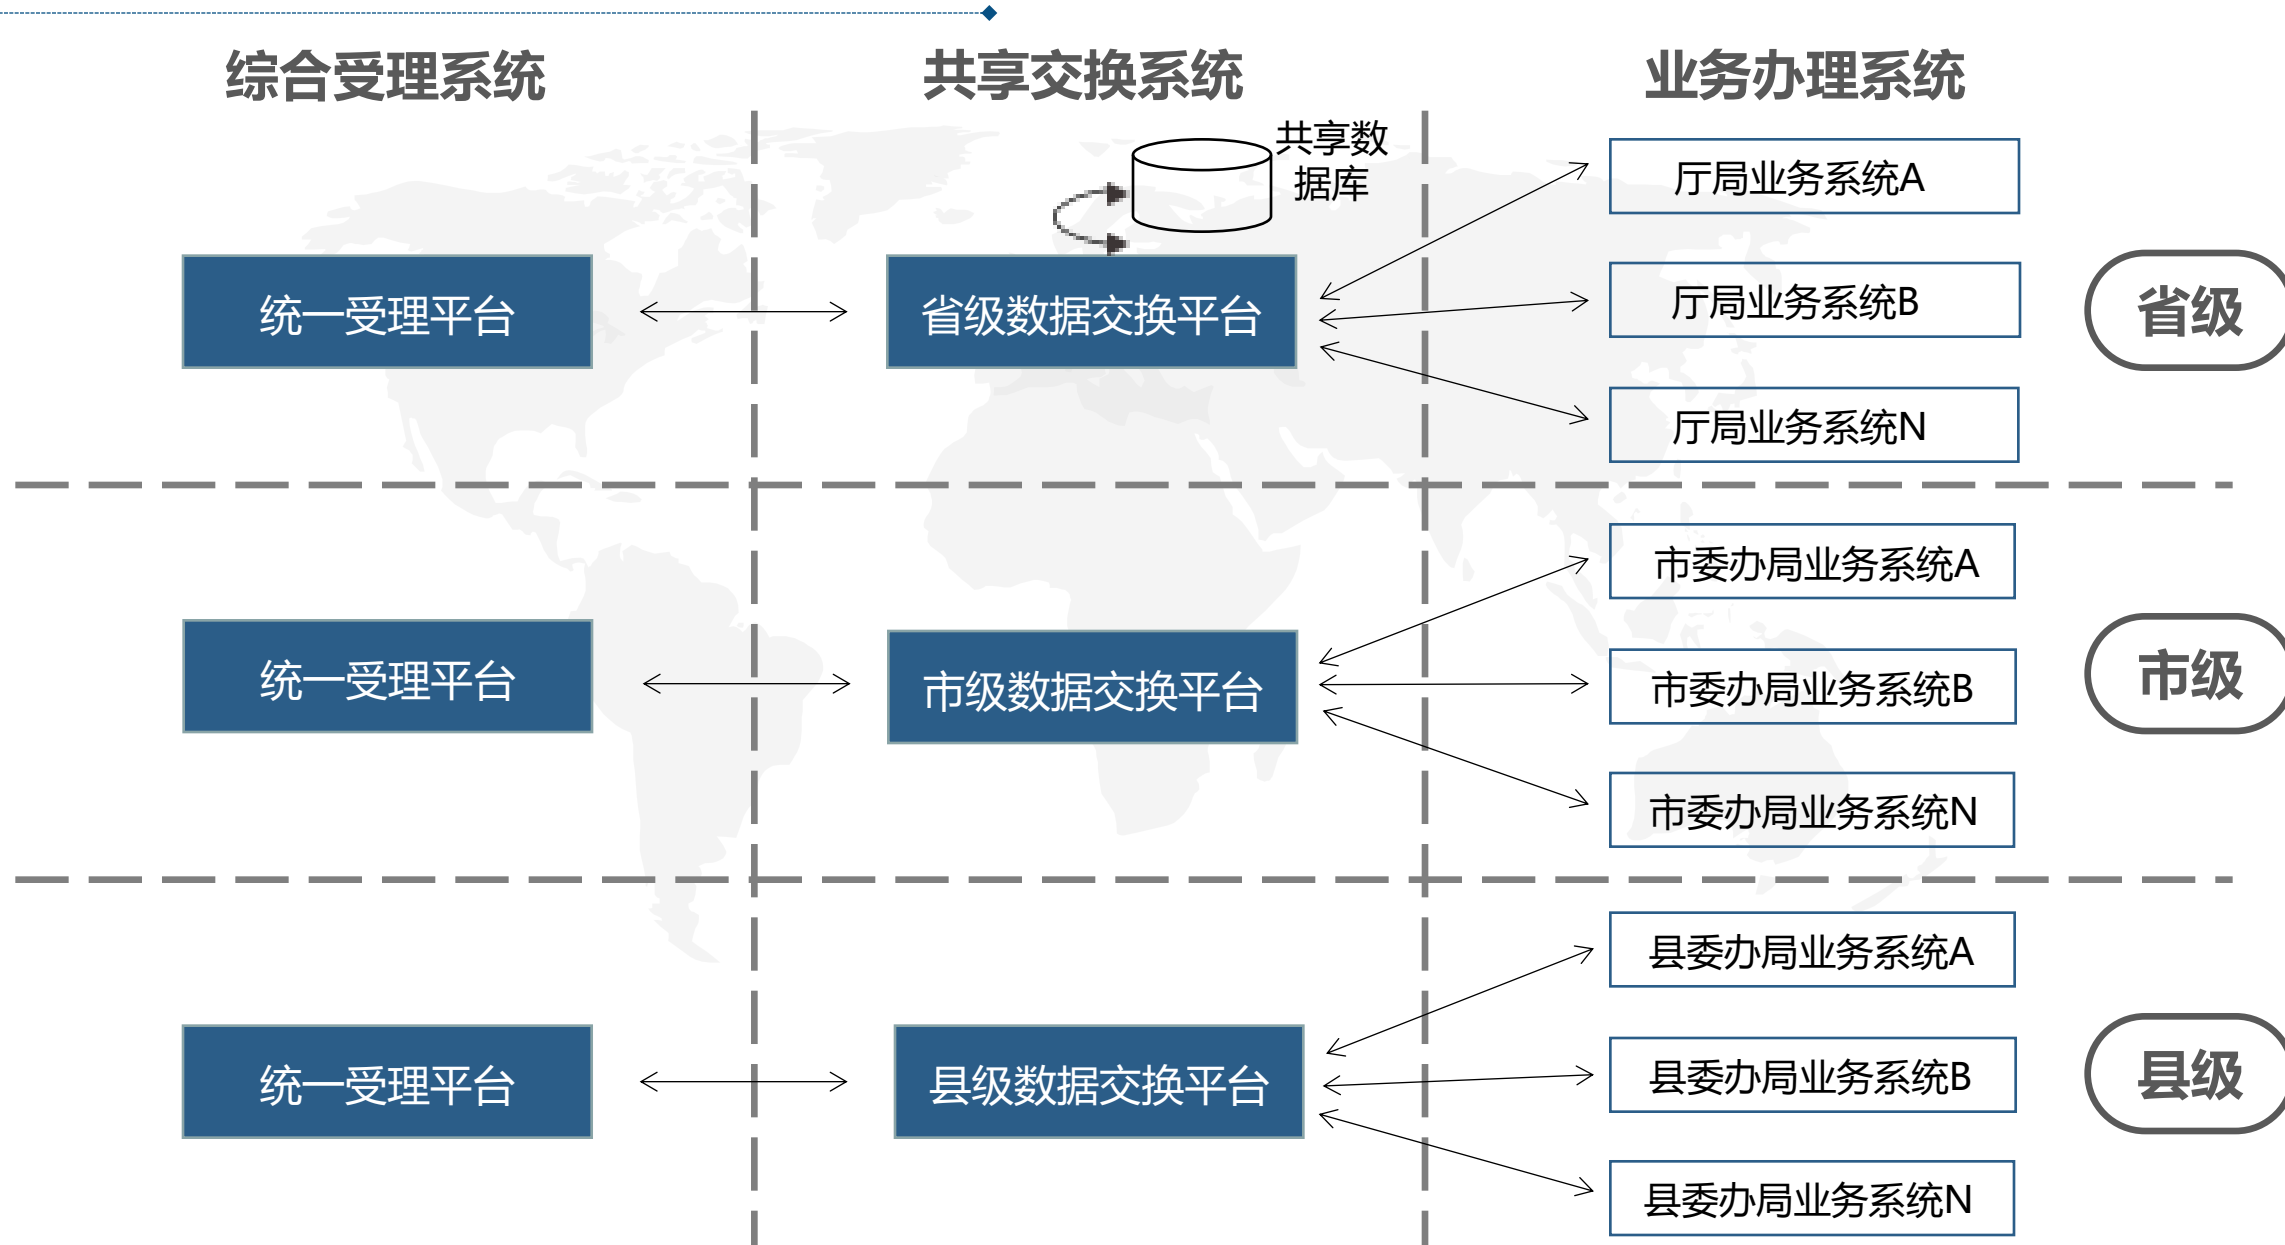 综合受理系统
共享交换系统
业务办理系统
共享数
据库
厅局业务系统A
统一受理平台
省级数据交换平台
厅局业务系统B
省级
厅局业务系统N
市委办局业务系统A
统一受理平台
市级数据交换平台
市委办局业务系统B
市级
市委办局业务系统N
县委办局业务系统A
统一受理平台
县级数据交换平台
县委办局业务系统B
县级
县委办局业务系统N